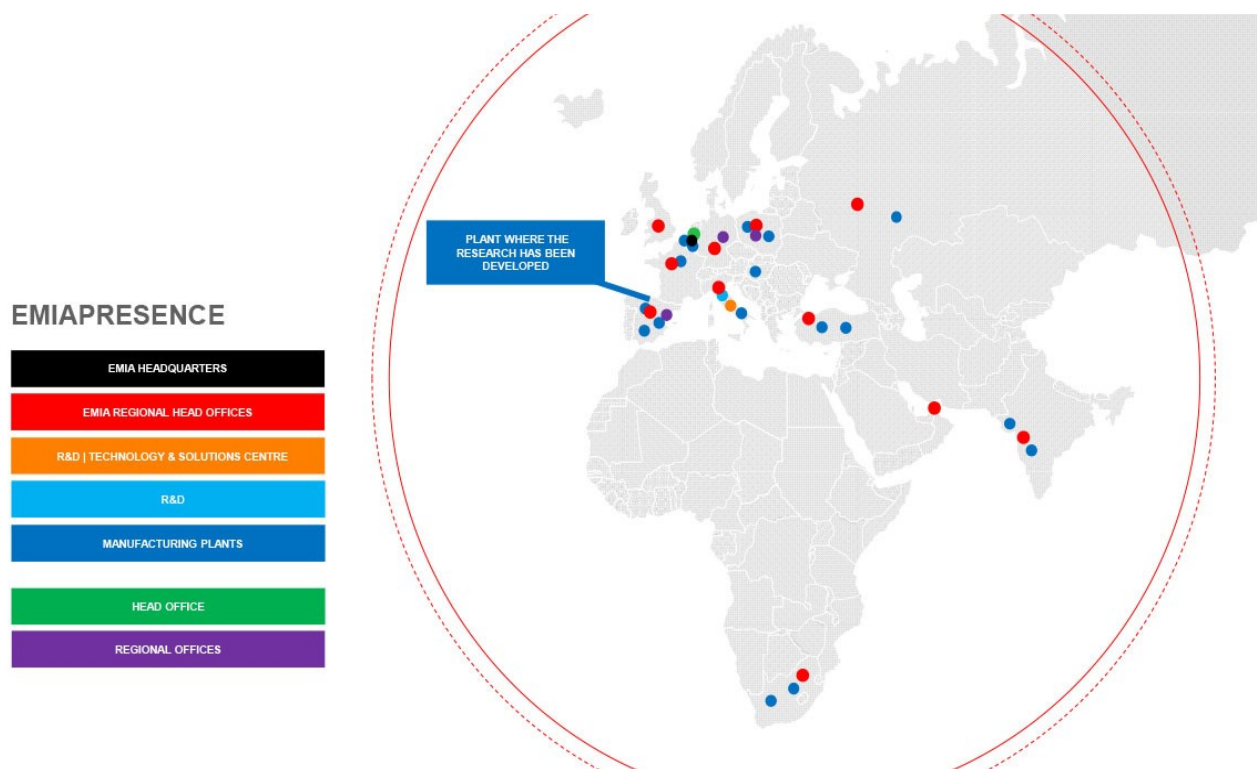 PLANT WHERE THE
RESEARCH HAS BEEN
DEVELOPED
EMIAPRESENCE
EMIA HEADQUARTERS
EMIA REGIONAL HEAD OFFICES
R&D | TECHNOLOGY & SOLUTIONS CENTRE
R&D
MANUFACTURING PLANTS
HEAD OFFICE
REGIONAL OFFICES